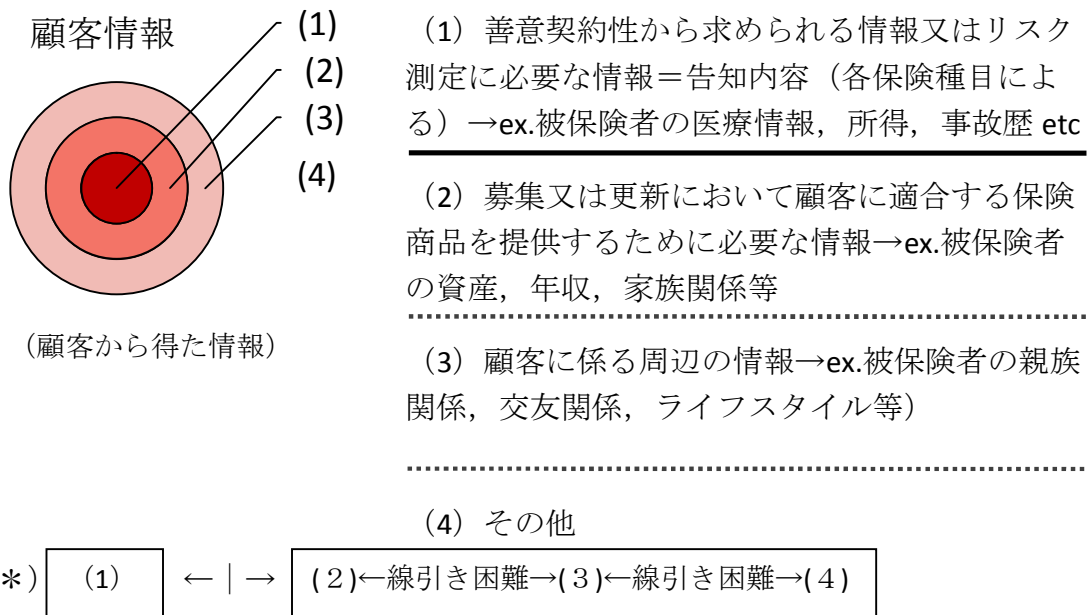 顧客情報
(1)
(2)
(3)
(4)
（顧客から得た情報）
（1）善意契約性から求められる情報又はリスク
測定に必要な情報＝告知内容（各保険種目によ
る）→ex.被保険者の医療情報，所得，事故歴 etc
（2）募集又は更新において顧客に適合する保険
商品を提供するために必要な情報→ex.被保険者
の資産，年収，家族関係等
（3）顧客に係る周辺の情報→ex.被保険者の親族
関係，交友関係，ライフスタイル等）
（4）その他
＊） （1） ←｜→ (２)←線引き困難→(３)←線引き困難→(４)